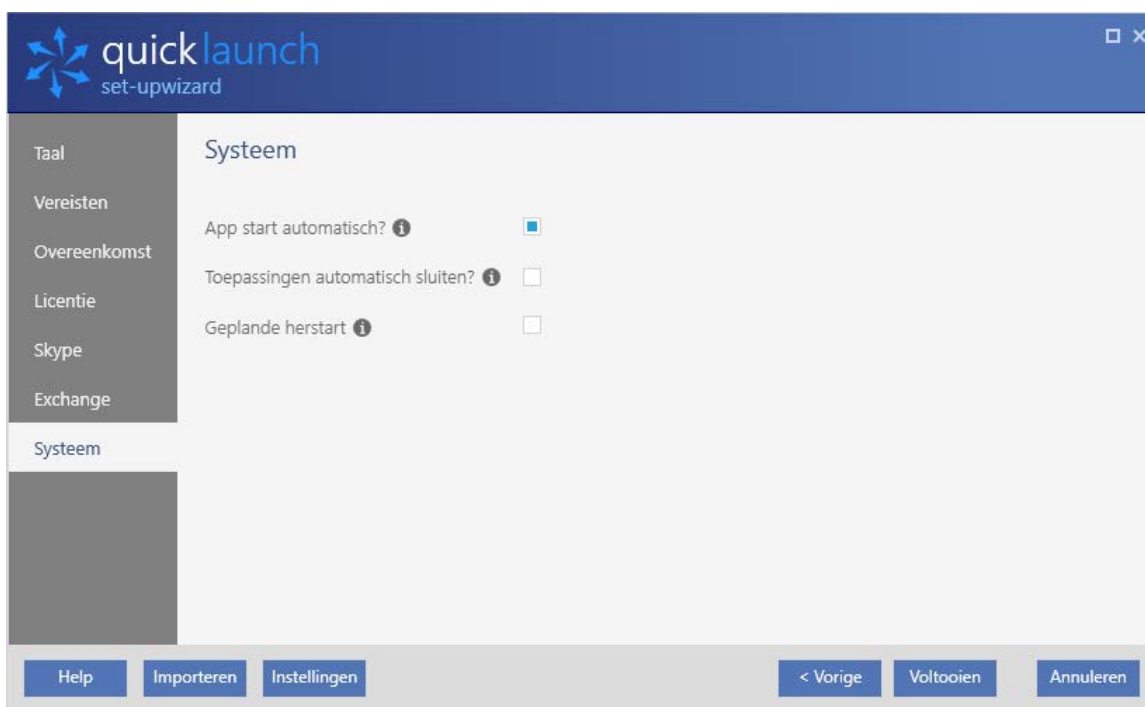 quicklaunch
set-upwizard
Taal
Vereisten
Overeenkomst
Licentie
Skype
Exchange
Systeem
Systeem
App start automatisch?
Toepassingen automatisch sluiten?
Geplande herstart
Help
Importeren
Instellingen
< Vorige
Voltooien
Annuleren